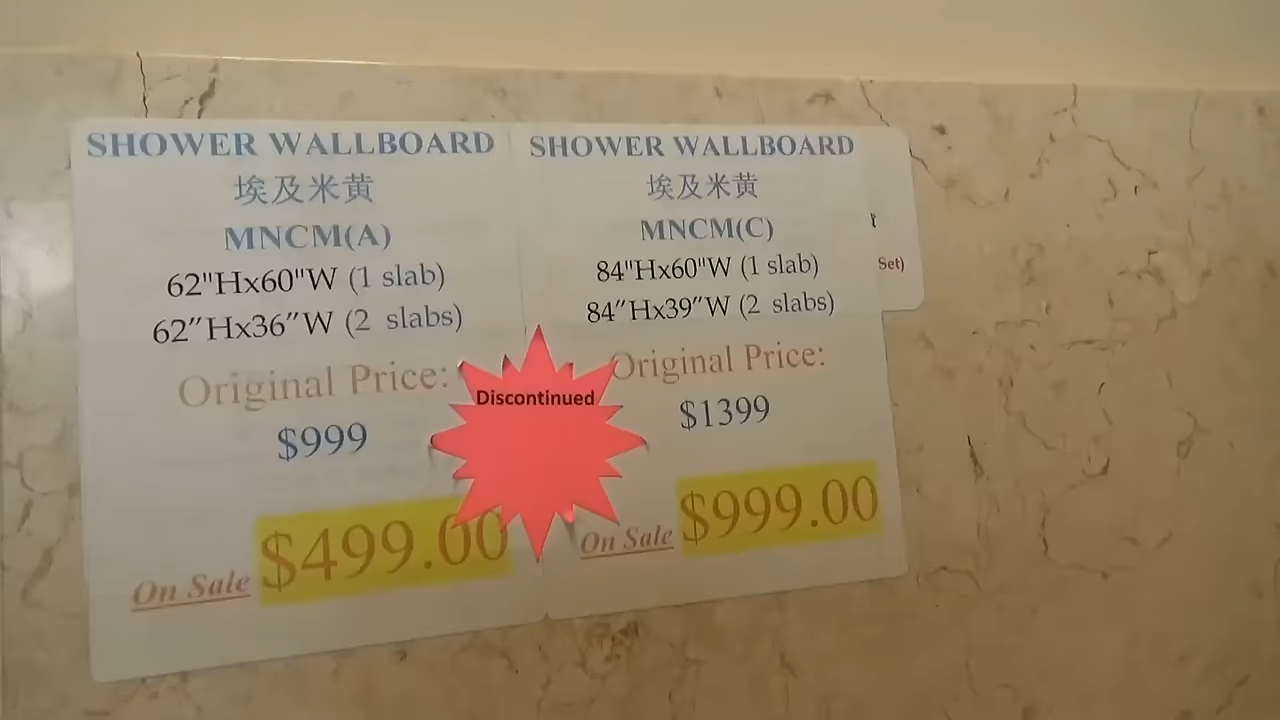 SHOWER WALLBOARD
埃及米黄
MNCM(A)
62"Hx60"W (1 slab)
62″Hx36″W (2 slabs)
Original Price:
$999
On Sale $499.00
SHOWER WALLBOARD
埃及米黄
MNCM(C)
84"Hx60"W (1 slab)
84″Hx39″W (2 slabs)
Original Price:
$1399
On Sale $999.00
Discontinued
Set)